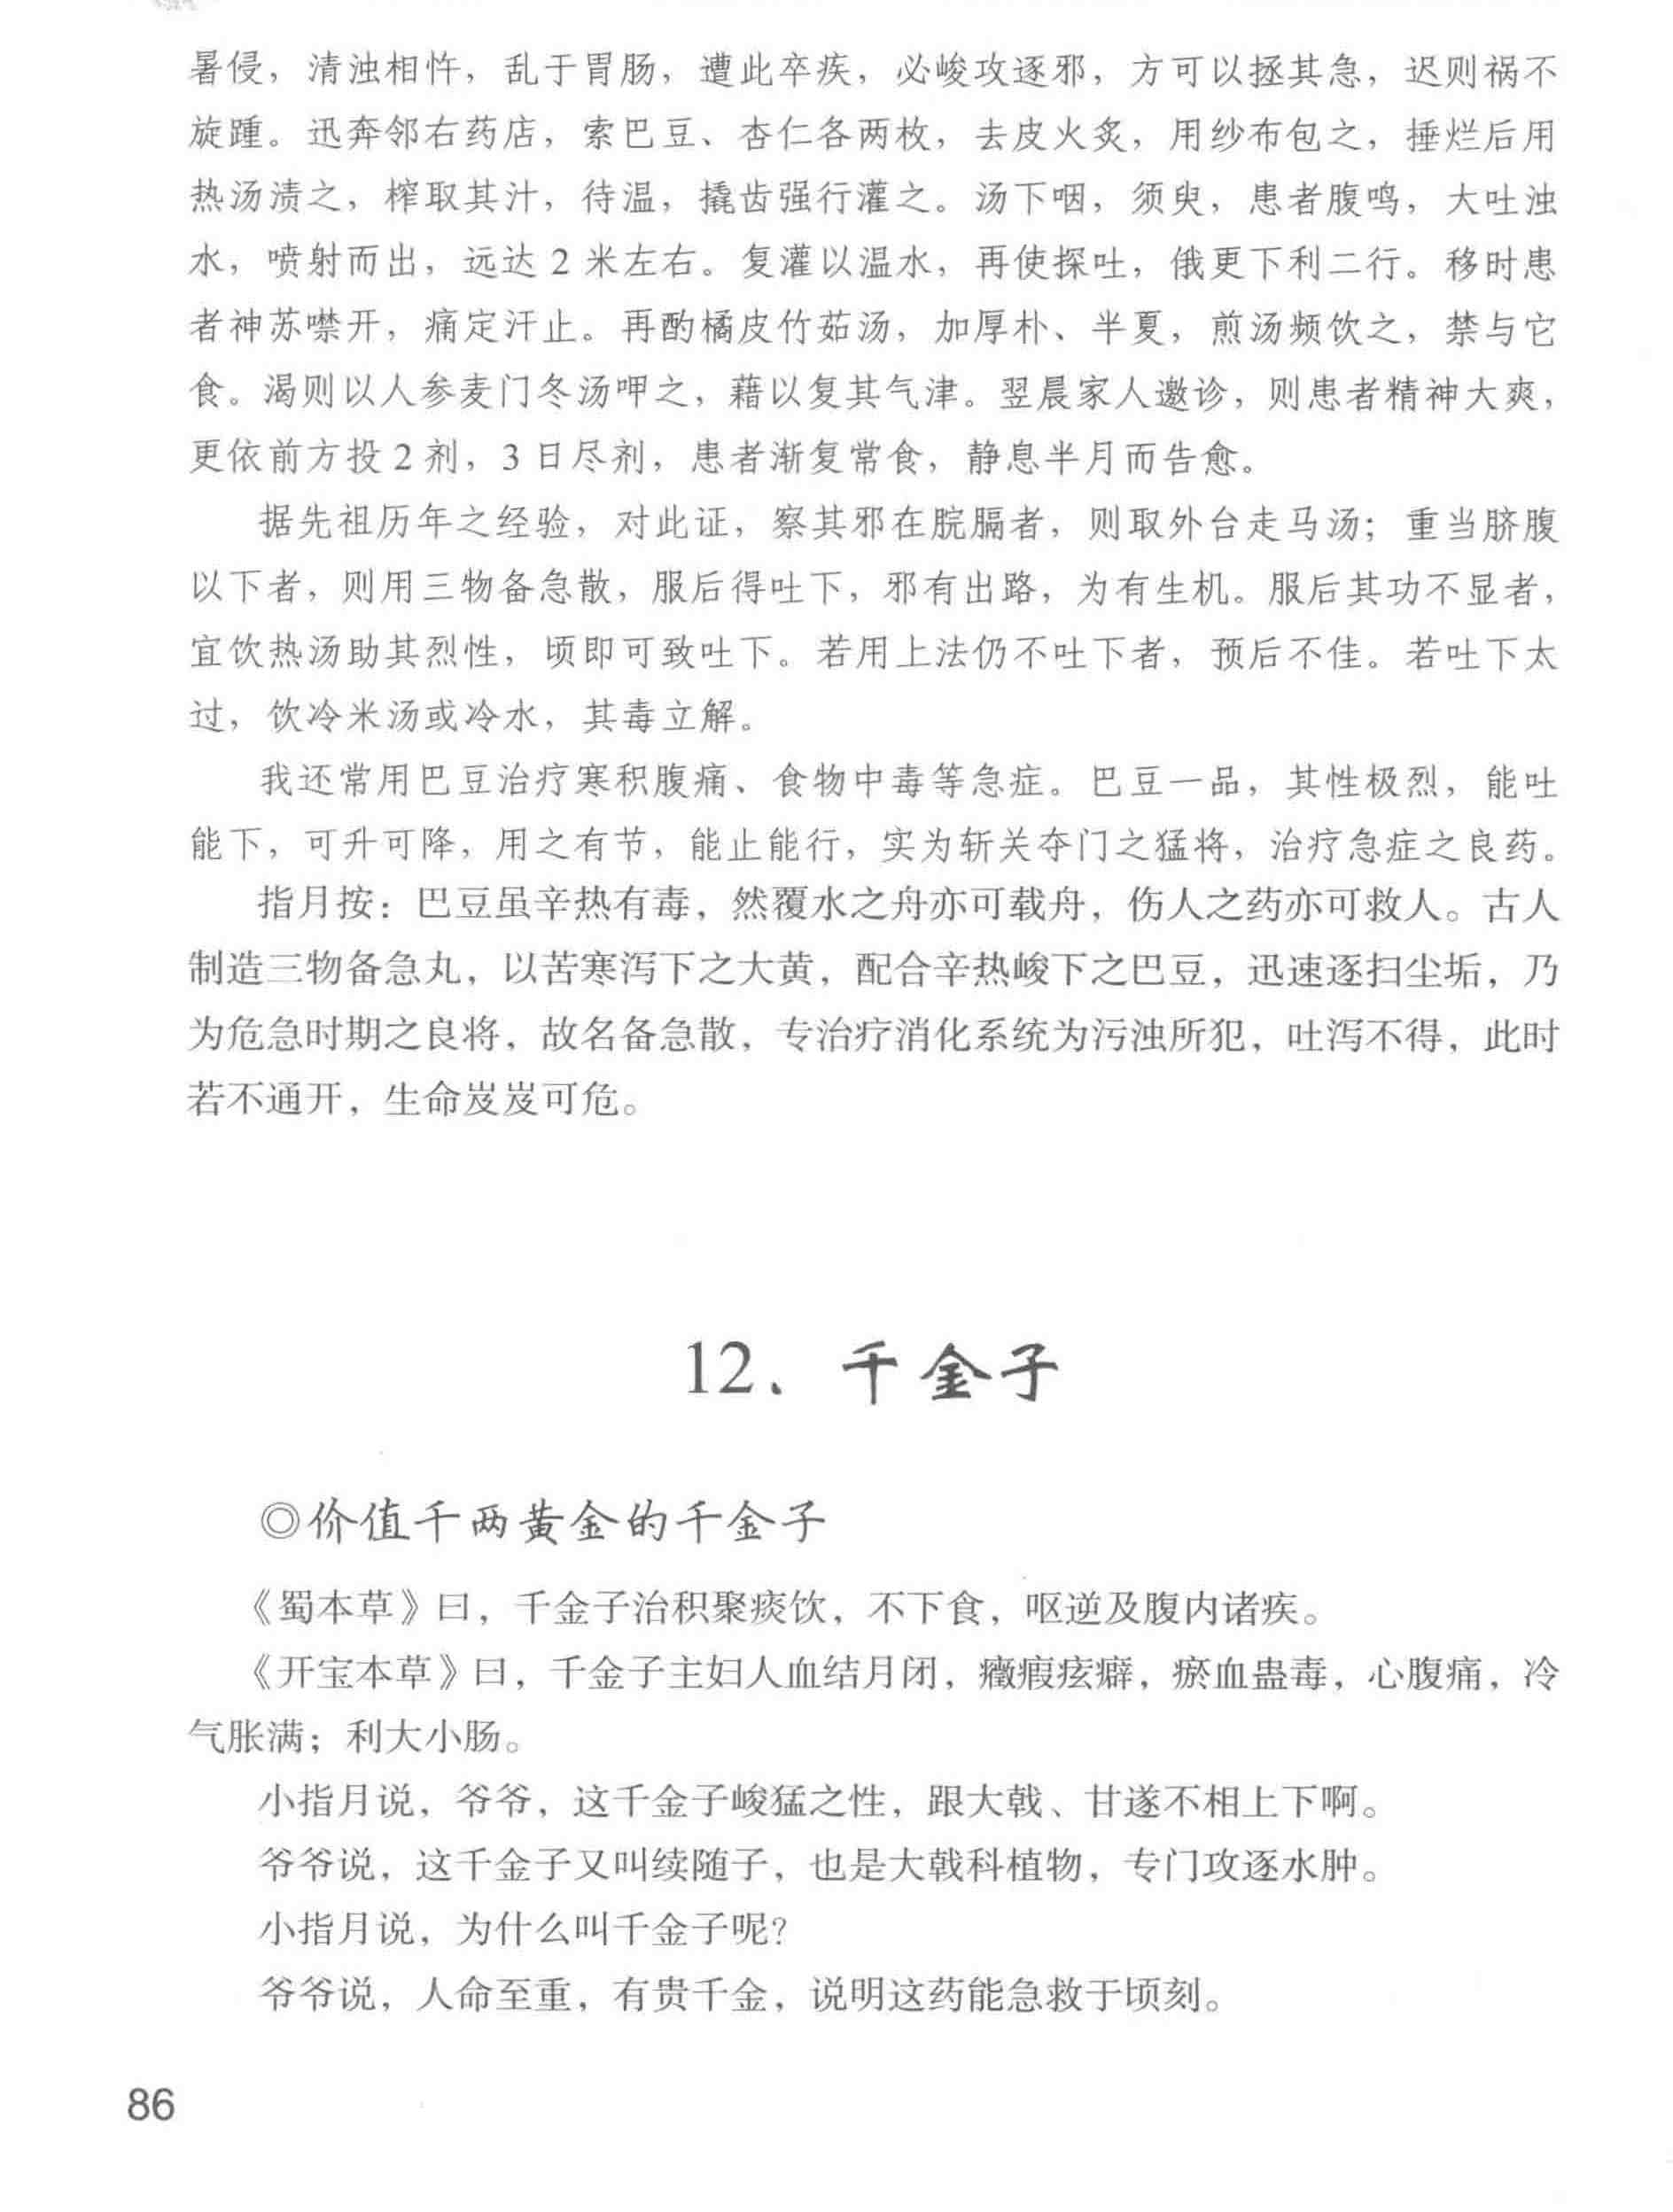 暑侵，清浊相忤，乱于胃肠，遭此卒疾，必峻攻逐邪，方可以拯其急，迟则祸不
旋踵。迅奔邻右药店，索巴豆、杏仁各两枚，去皮火炙，用纱布包之，捶烂后用
热汤渍之，榨取其汁，待温，撬齿强行灌之。汤下咽，须臾，患者腹鸣，大吐浊
水，喷射而出，远达 2 米左右。复灌以温水，再使探吐，俄更下利二行。移时患
者神苏噤开，痛定汗止。再酌橘皮竹茹汤，加厚朴、半夏，煎汤频饮之，禁与它
食。渴则以人参麦门冬汤呷之，藉以复其气津。翌晨家人邀诊，则患者精神大爽，
更依前方投 2 剂，3 日尽剂，患者渐复常食，静息半月而告愈。
据先祖历年之经验，对此证，察其邪在脘膈者，则取外台走马汤；重当脐腹
以下者，则用三物备急散，服后得吐下，邪有出路，为有生机。服后其功不显者，
宜饮热汤助其烈性，顷即可致吐下。若用上法仍不吐下者，预后不佳。若吐下太
过，饮冷米汤或冷水，其毒立解。
我还常用巴豆治疗寒积腹痛、食物中毒等急症。巴豆一品，其性极烈，能吐
能下，可升可降，用之有节，能止能行，实为斩关夺门之猛将，治疗急症之良药。
指月按：巴豆虽辛热有毒，然覆水之舟亦可载舟，伤人之药亦可救人。古人
制造三物备急丸，以苦寒泻下之大黄，配合辛热峻下之巴豆，迅速逐扫尘垢，乃
为危急时期之良将，故名备急散，专治疗消化系统为污浊所犯，吐泻不得，此时
若不通开，生命岌岌可危。
12、千金子
◎价值千两黄金的千金子
《蜀本草》曰，千金子治积聚痰饮，不下食，呕逆及腹内诸疾。
《开宝本草》曰，千金子主妇人血结月闭，癥瘕痃癖，瘀血蛊毒，心腹痛，冷
气胀满；利大小肠。
小指月说，爷爷，这千金子峻猛之性，跟大戟、甘遂不相上下啊。
爷爷说，这千金子又叫续随子，也是大戟科植物，专门攻逐水肿。
小指月说，为什么叫千金子呢？
爷爷说，人命至重，有贵千金，说明这药能急救于顷刻。
86